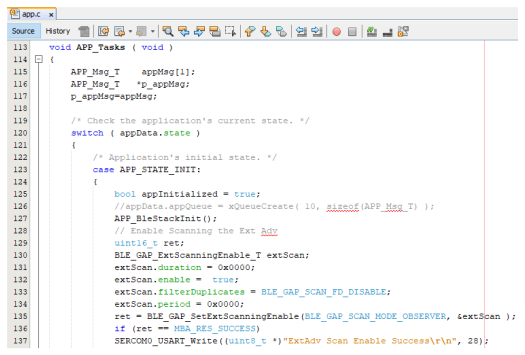 app.c x
Source History
113 void APP_Tasks ( void )
114 {
115 APP_Msg_T appMsg[1];
116 APP_Msg_T *p_appMsg;
117 p_appMsg=appMsg;
118
119 /* Check the application's current state. */
120 switch ( appData.state )
121 {
122 /* Application's initial state. */
123 case APP_STATE_INIT:
124 {
125 bool appInitialized = true;
126 //appData.appQueue = xQueueCreate( 10, sizeof(APP_Msg_T) );
127 APP_BleStackInit();
128 // Enable Scanning the Ext Adv
129 uint16_t ret;
130 BLE_GAP_ExtScanningEnable_T extScan;
131 extScan.duration = 0x0000;
132 extScan.enable = true;
133 extScan.filterDuplicates = BLE_GAP_SCAN_FD_DISABLE;
134 extScan.period = 0x0000;
135 ret = BLE_GAP_SetExtScanningEnable(BLE_GAP_SCAN_MODE_OBSERVER, &extScan );
136 if (ret == MBA_RES_SUCCESS)
137 SERCOM0_USART_Write((uint8_t *)"ExtAdv Scan Enable Success\r\n", 28);